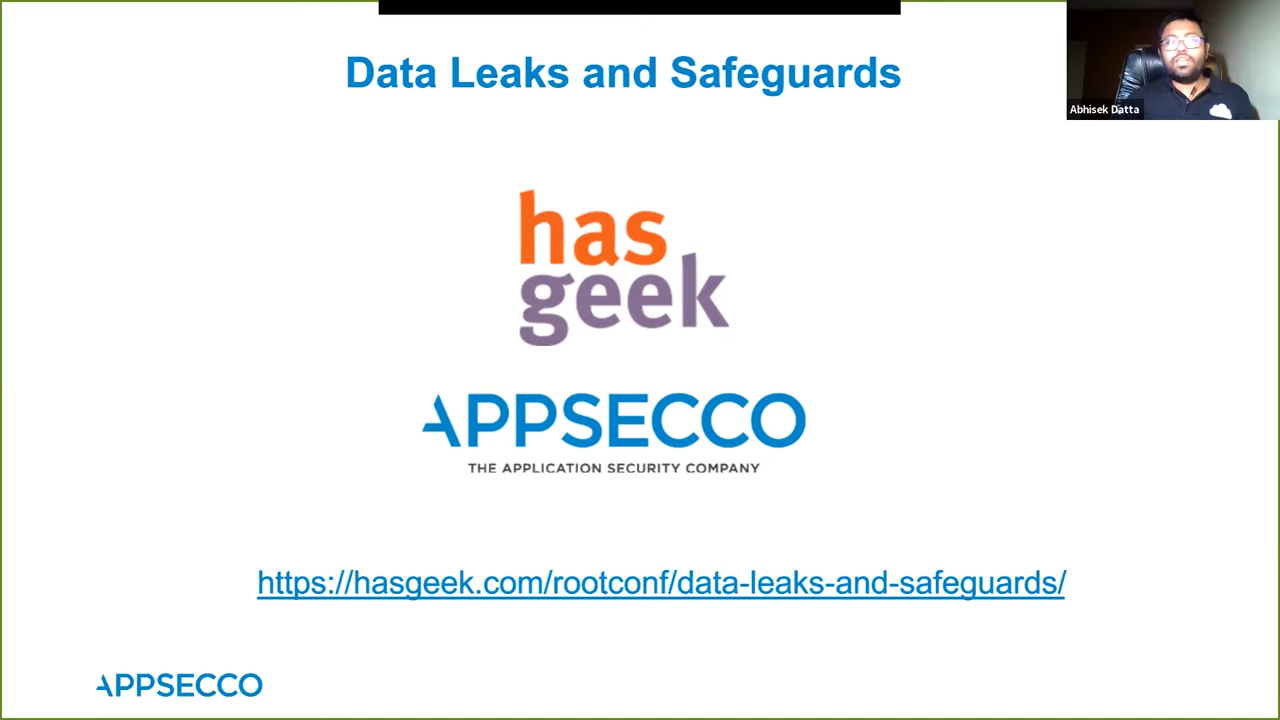 Data Leaks and Safeguards
Abhisek Datta
has
geek
APPSECCO
THE APPLICATION SECURITY COMPANY
https://hasgeek.com/rootconf/data-leaks-and-safeguards/
APPSECCO